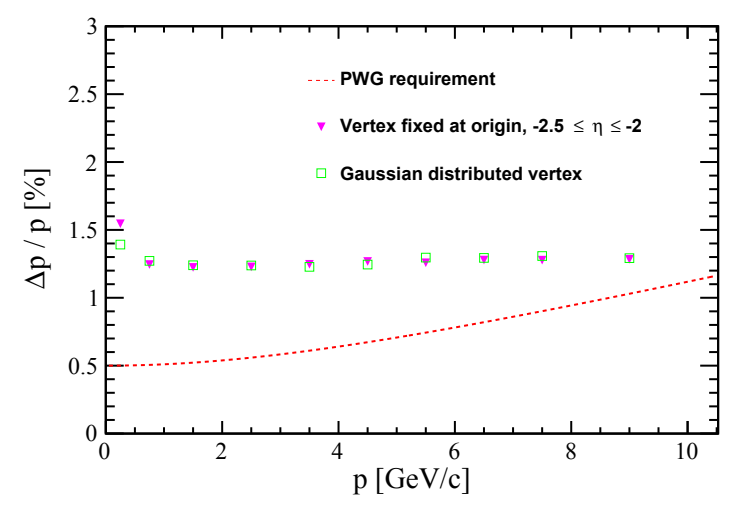 3
2.5
2
1.5
1
0.5
0
Δp / p [%]
PWG requirement
Vertex fixed at origin, -2.5 ≤ η ≤ -2
Gaussian distributed vertex
0 2 4 6 8 10
p [GeV/c]